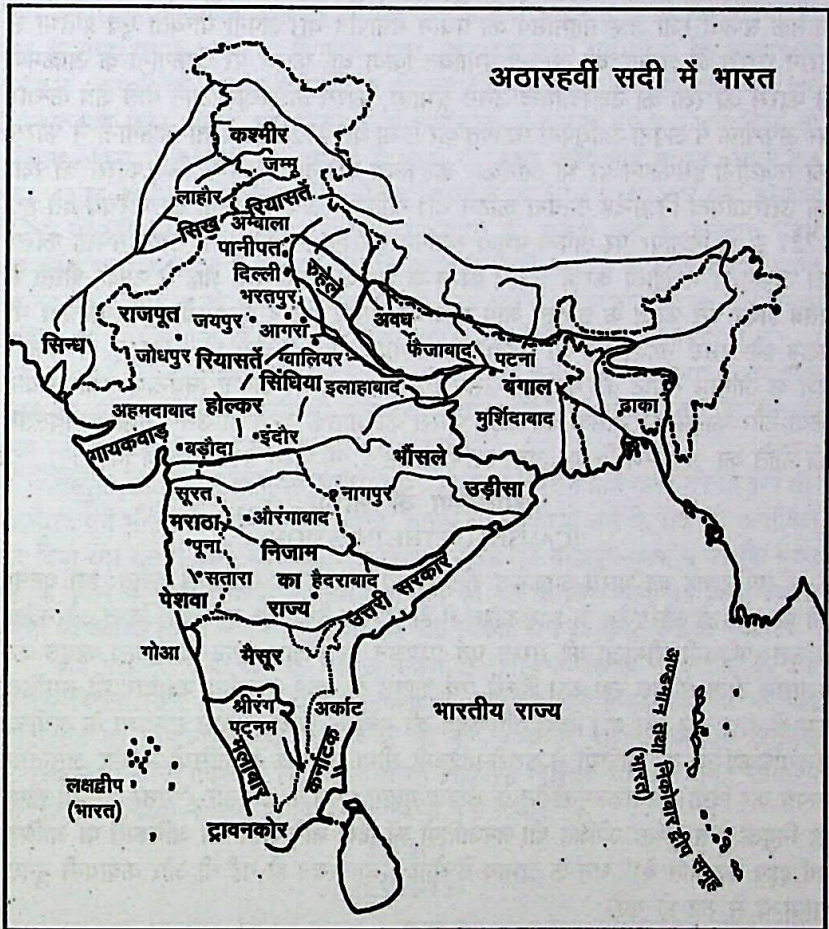 अठारहवीं सदी में भारत
कश्मीर
जम्मू
लाहौर
रियासतें
सिख
अम्बाला
पानीपत
दिल्ली
रुहेले
भरतपुर
राजपूत
जयपुर
आगरा
अवध
सिन्ध
जोधपुर
रियासतें
ग्वालियर
फैजाबाद
पटना
सिंधिया
इलाहाबाद
बंगाल
अहमदाबाद
होल्कर
मुर्शिदाबाद
ढ़ाका
गायकवाड़
बड़ौदा
इंदौर
भौंसले
सूरत
नागपुर
उड़ीसा
मराठा
औरंगाबाद
पूना
निजाम
सतारा
का
हैदराबाद
पेशवा
राज्य
उत्तरी सरकार
गोआ
मैसूर
श्रीरंग
पट्नम
अर्काट
भारतीय राज्य
मलाबार
कर्नाटक
लक्षद्वीप
(भारत)
ट्रावनकोर
अण्डमान तथा निकोबार द्वीप समूह
(भारत)